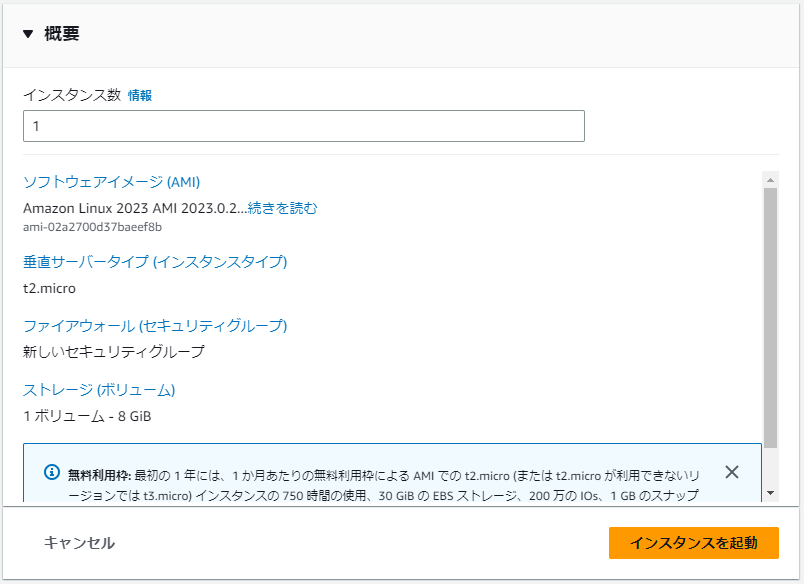 ▼ 概要
インスタンス数 情報
1
ソフトウェアイメージ (AMI)
Amazon Linux 2023 AMI 2023.0.2...続きを読む
ami-02a2700d37baeef8b
垂直サーバータイプ (インスタンスタイプ)
t2.micro
ファイアウォール (セキュリティグループ)
新しいセキュリティグループ
ストレージ (ボリューム)
1 ボリューム - 8 GiB
無料利用枠: 最初の 1 年には、1 か月あたりの無料利用枠による AMI での t2.micro (または t2.micro が利用できないリ
ージョンでは t3.micro) インスタンスの 750 時間の使用、30 GiB の EBS ストレージ、200 万の IOs、1 GB のスナップ
キャンセル
インスタンスを起動